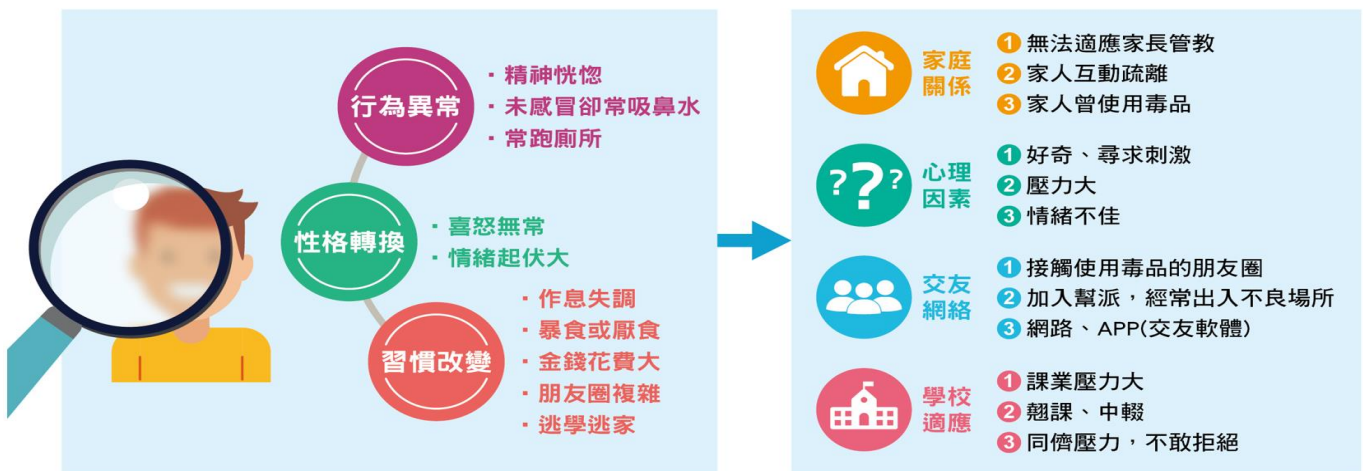 行為異常
▪ 精神恍惚
▪ 未感冒卻常吸鼻水
▪ 常跑廁所
性格轉換
▪ 喜怒無常
▪ 情緒起伏大
習慣改變
▪ 作息失調
▪ 暴食或厭食
▪ 金錢花費大
▪ 朋友圈複雜
▪ 逃學逃家
家庭
關係
1 無法適應家長管教
2 家人互動疏離
3 家人曾使用毒品
???
心理
因素
1 好奇、尋求刺激
2 壓力大
3 情緒不佳
交友
網絡
1 接觸使用毒品的朋友圈
2 加入幫派，經常出入不良場所
3 網路、APP(交友軟體)
學校
適應
1 課業壓力大
2 翹課、中輟
3 同儕壓力，不敢拒絕